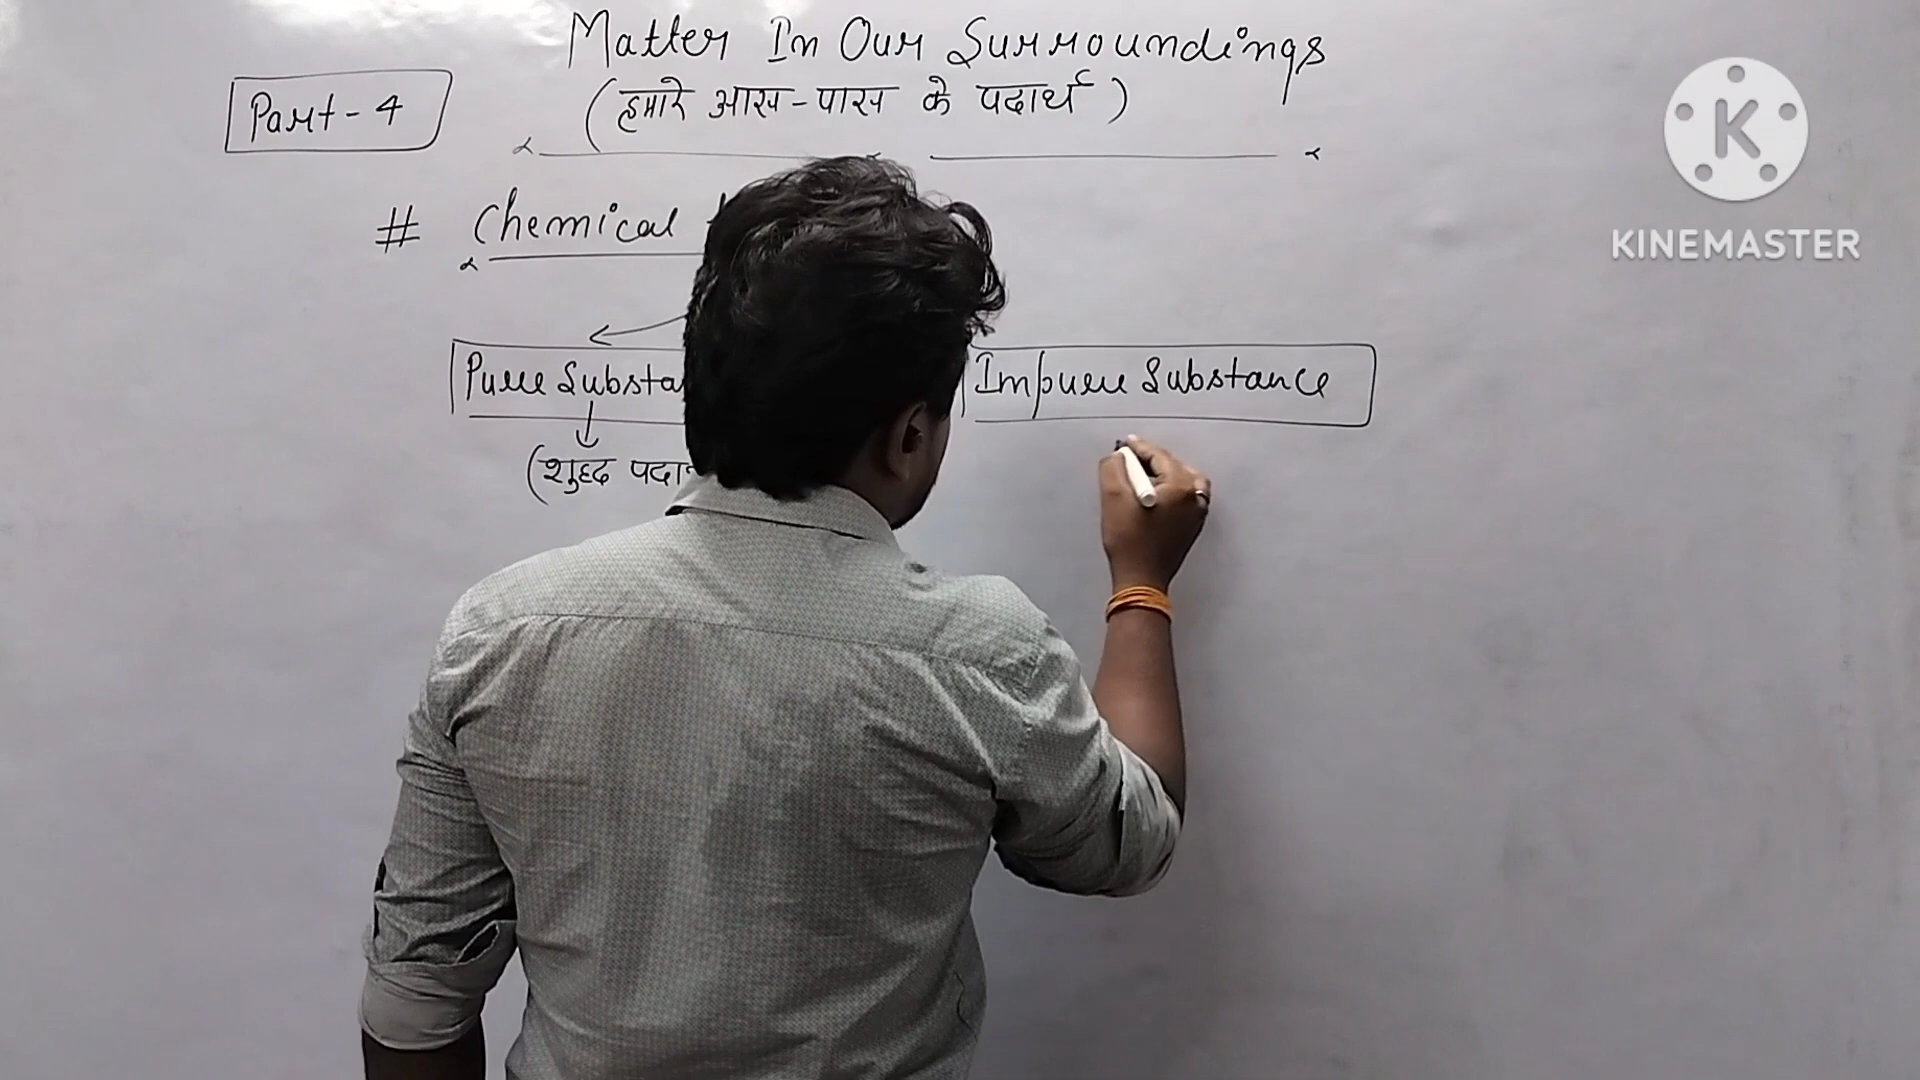 Matter In Our Surroundings
(हमारे आस-पास के पदार्थ)
Part-4
# Chemical
Pure Substa
Impure Substance
(शुध्द पदा
K
KINEMASTER